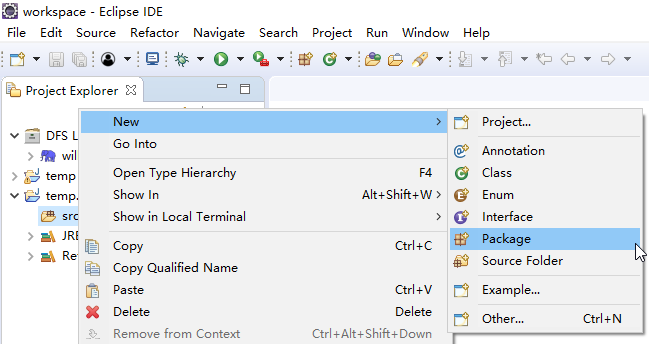 workspace - Eclipse IDE
File Edit Source Refactor Navigate Search Project Run Window Help
Project Explorer
DFS L
wil
temp
temp.
src
JRE
Re
New
Go Into
Open Type Hierarchy F4
Show In Alt+Shift+W
Show in Local Terminal
Copy Ctrl+C
Copy Qualified Name
Paste Ctrl+V
Delete Delete
Remove from Context Ctrl+Alt+Shift+Down
Project...
Annotation
Class
Enum
Interface
Package
Source Folder
Example...
Other... Ctrl+N